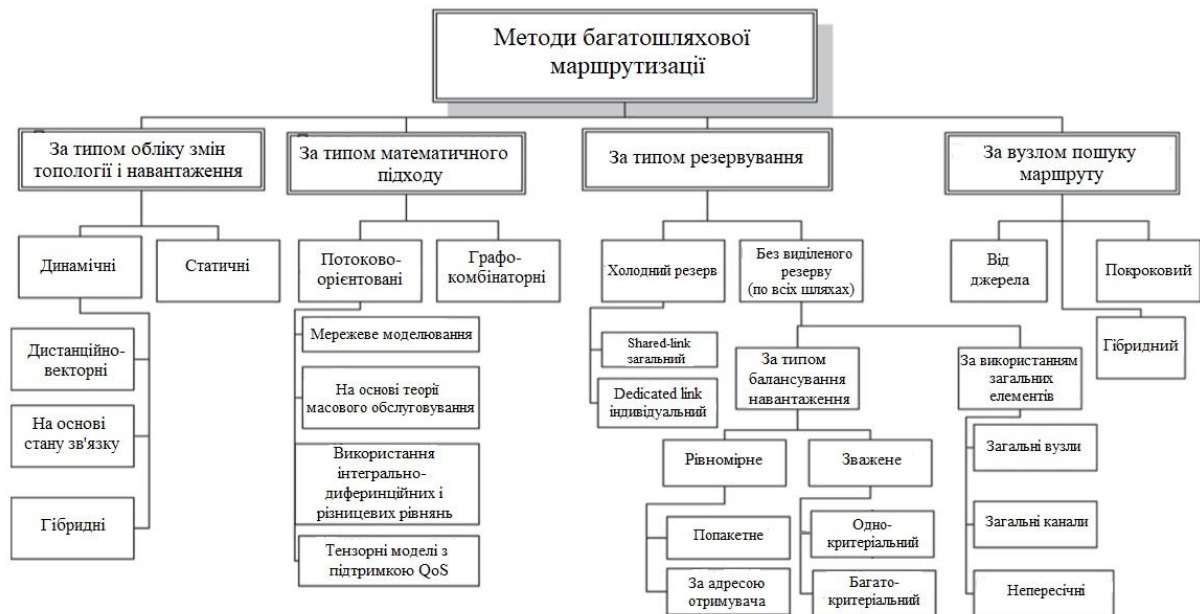 Методи багатошляхової
маршрутизації
За типом обліку змін
топології і навантаження
За типом математичного
підходу
За типом резервування
За вузлом пошуку
маршруту
Динамічні
Статичні
Потоково-
орієнтовані
Графо-
комбінаторні
Холодний резерв
Без виділеного
резерву
(по всіх шляхах)
Від
джерела
Покроковий
Гібридний
Дистанційно-
векторні
На основі
стану зв'язку
Гібридні
Мережеве моделювання
На основі теорії
масового обслуговування
Використання
інтегрально-
диферинційних і
різницевих рівнянь
Тензорні моделі з
підтримкою QoS
Shared-link
загальний
Dedicated link
індивідуальний
За типом
балансування
навантаження
За використанням
загальних
елементів
Рівномірне
Зважене
Попакетне
За адресою
отримувача
Одно-
критеріальний
Багато-
критеріальний
Загальні вузли
Загальні канали
Непересічні